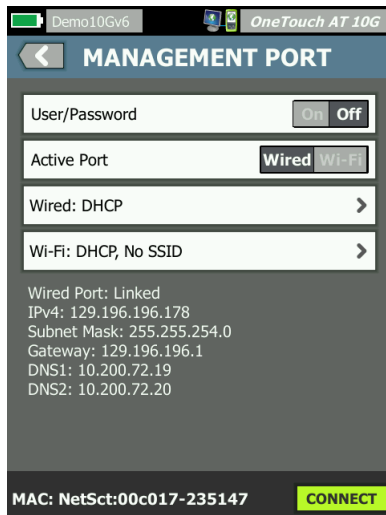 Demo10Gv6
OneTouch AT 10G
MANAGEMENT PORT
User/Password On Off
Active Port Wired Wi-Fi
Wired: DHCP
Wi-Fi: DHCP, No SSID
Wired Port: Linked
IPv4: 129.196.196.178
Subnet Mask: 255.255.254.0
Gateway: 129.196.196.1
DNS1: 10.200.72.19
DNS2: 10.200.72.20
MAC: NetSct:00c017-235147
CONNECT